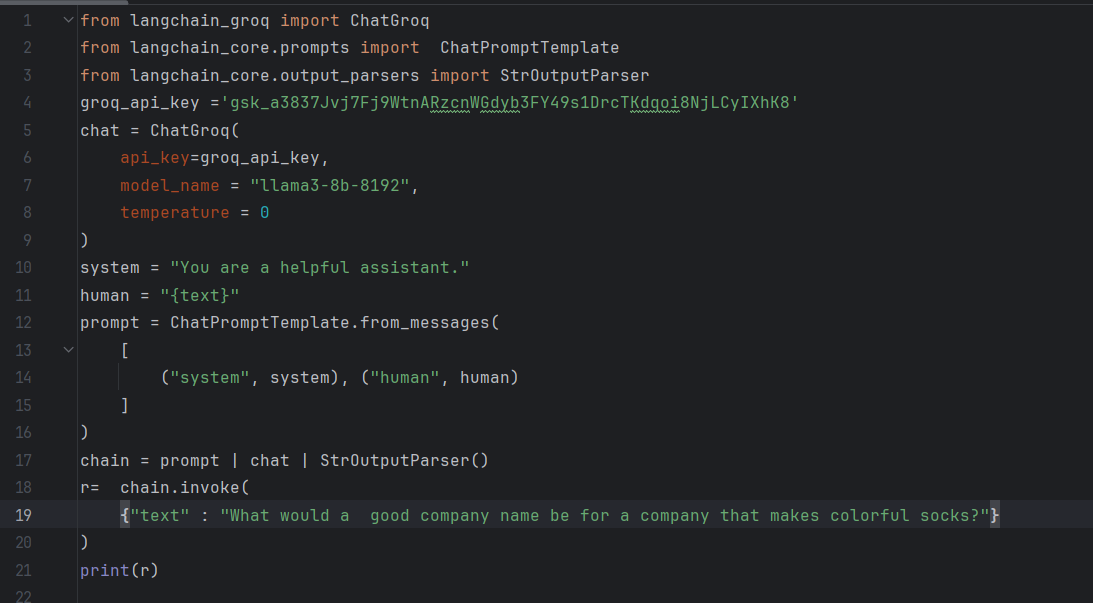 1 from langchain_groq import ChatGroq
2 from langchain_core.prompts import  ChatPromptTemplate
3 from langchain_core.output_parsers import StrOutputParser
4 groq_api_key ='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'
5 chat = ChatGroq(
6     api_key=groq_api_key,
7     model_name = "llama3-8b-8192",
8     temperature = 0
9 )
10 system = "You are a helpful assistant."
11 human = "{text}"
12 prompt = ChatPromptTemplate.from_messages(
13     [
14         ("system", system), ("human", human)
15     ]
16 )
17 chain = prompt | chat | StrOutputParser()
18 r=  chain.invoke(
19     {"text" : "What would a  good company name be for a company that makes colorful socks?"}
20 )
21 print(r)
22